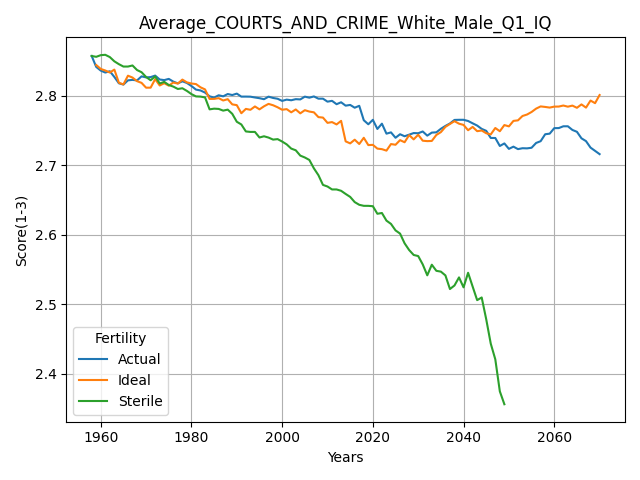 Average_COURTS_AND_CRIME_White_Male_Q1_IQ
Score(1-3)
2.8
2.7
2.6
2.5
2.4
Fertility
Actual
Ideal
Sterile
1960 1980 2000 2020 2040 2060
Years